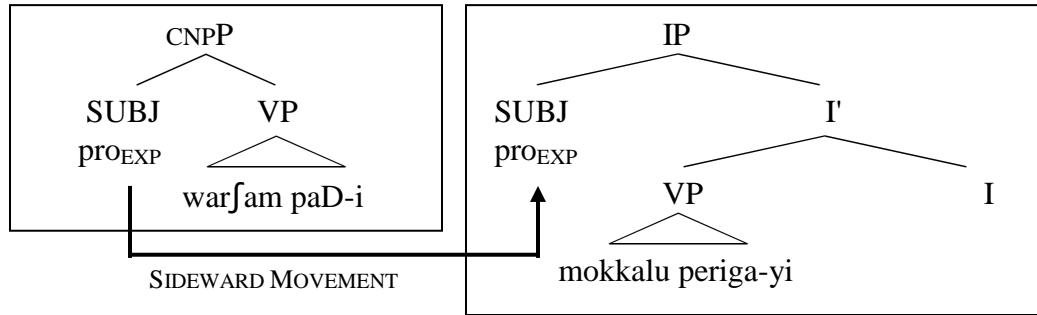 CNPP IP
SUBJ VP SUBJ I'
proEXP proEXP
warʃam paD-i VP I
SIDEWARD MOVEMENT mokkalu periga-yi